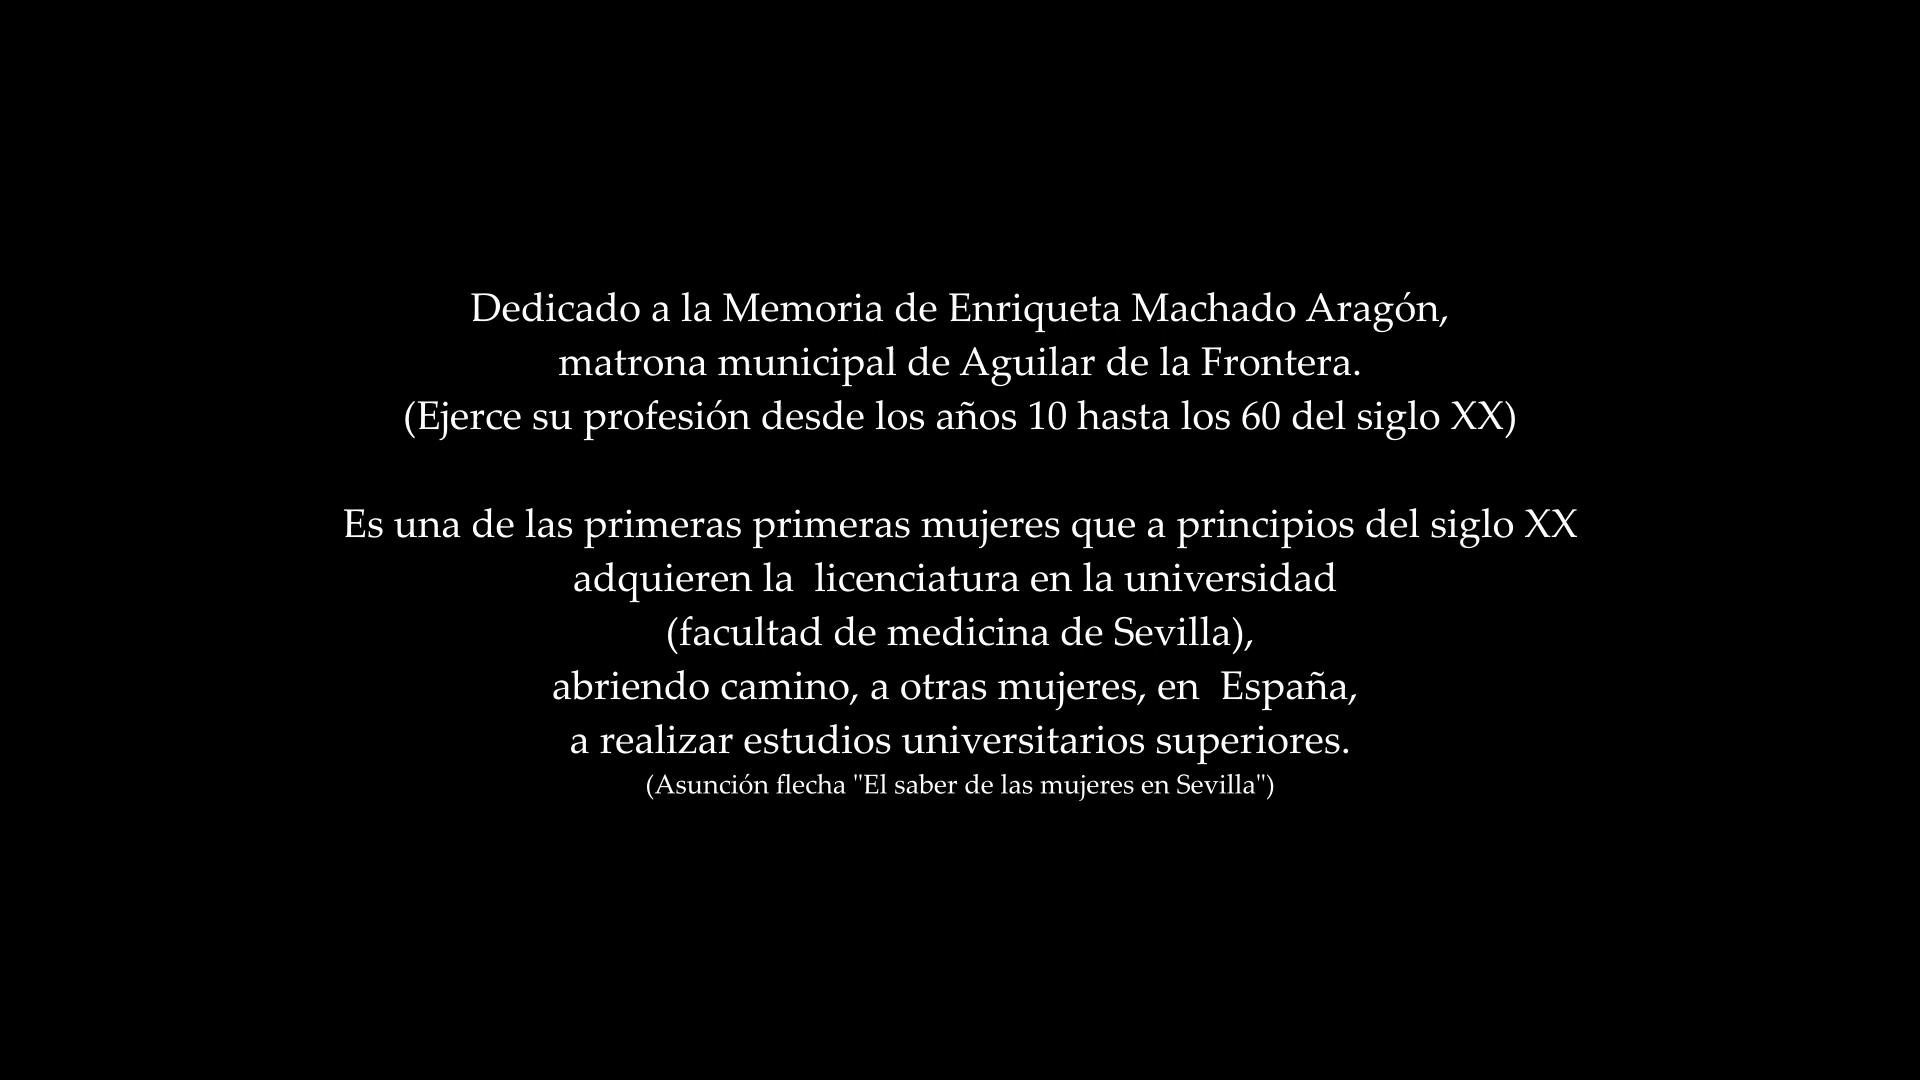 Dedicado a la Memoria de Enriqueta Machado Aragón,
matrona municipal de Aguilar de la Frontera.
(Ejerce su profesión desde los años 10 hasta los 60 del siglo XX)
Es una de las primeras primeras mujeres que a principios del siglo XX
adquieren la  licenciatura en la universidad
(facultad de medicina de Sevilla),
abriendo camino, a otras mujeres, en  España,
a realizar estudios universitarios superiores.
(Asunción flecha "El saber de las mujeres en Sevilla")